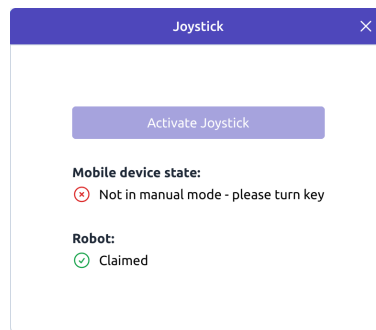 Joystick
Activate Joystick
Mobile device state:
Not in manual mode - please turn key
Robot:
Claimed